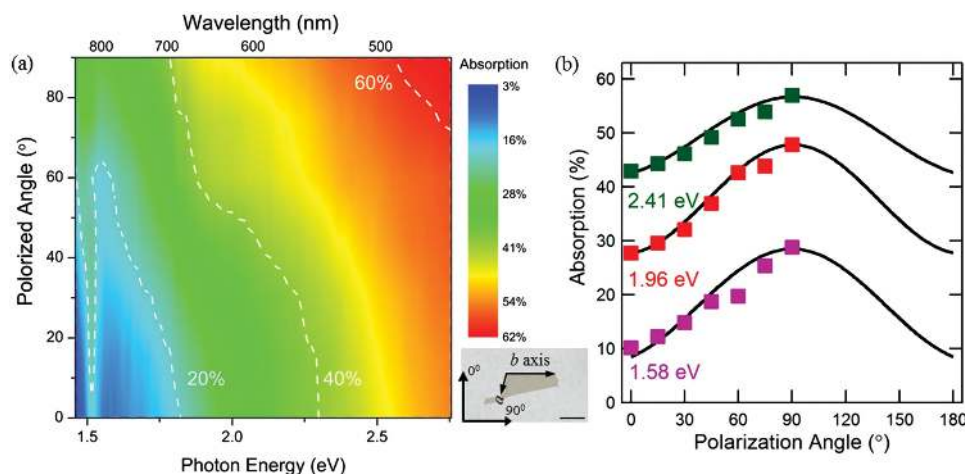 (a)
Wavelength (nm)
800 700 600 500
Polorized Angle (°)
80
60
40
20
0
60%
20%
40%
1.5 2.0 2.5
Photon Energy (eV)
Absorption
3%
16%
28%
41%
54%
62%
0⁰
b axis
a
90⁰
(b)
Absorption (%)
60
50
40
30
20
10
0
2.41 eV
1.96 eV
1.58 eV
0 30 60 90 120 150 180
Polarization Angle (°)